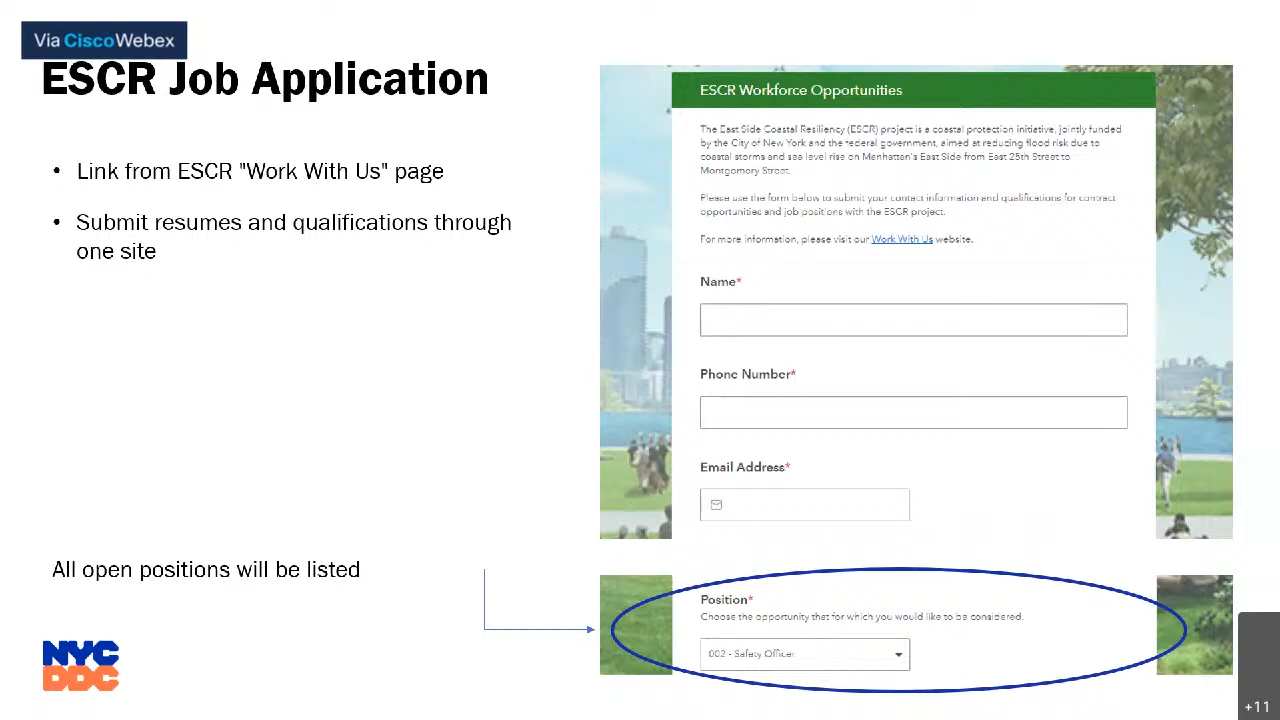 Via CiscoWebex
ESCR Job Application
• Link from ESCR "Work With Us" page
• Submit resumes and qualifications through
one site
ESCR Workforce Opportunities
The East Side Coastal Resiliency (ESCR) project is a coastal protection initiative, jointly funded
by the City of New York and the federal government, aimed at reducing flood risk due to
coastal storms and sea level rise on Manhattan's East Side from East 25th Street to
Montgomery Street.
Please use the form below to submit your contact information and qualifications for contract
opportunities and job positions with the ESCR project.
For more information, please visit our Work With Us website.
Name*
Phone Number*
Email Address*
All open positions will be listed
Position*
Choose the opportunity that for which you would like to be considered.
002 - Safety Officer
NYC
DDC
+11